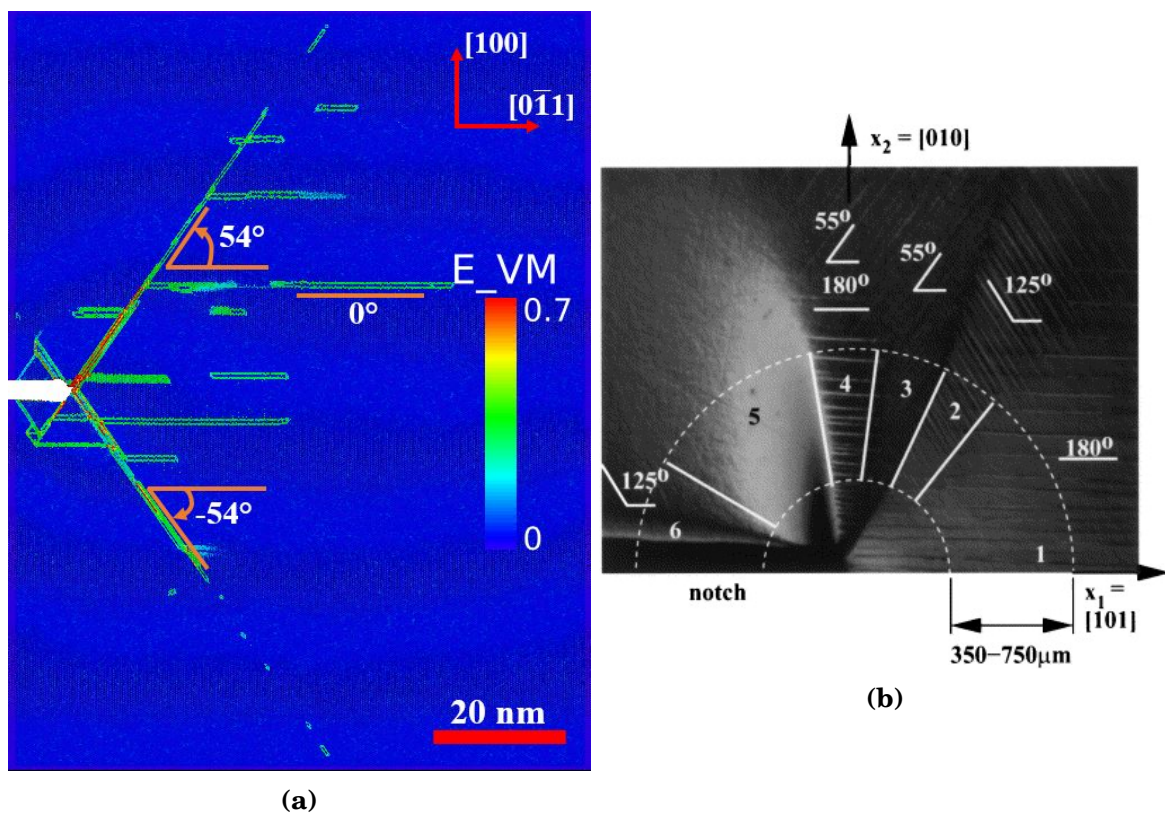 [100]
[01̅1]
54°
E_VM
0.7
0°
-54°
0
20 nm
(a)
x₂ = [010]
55°
55°
180°
125°
4
3
5
2
125°
180°
6
1
notch
x₁ =
[101]
350–750μm
(b)